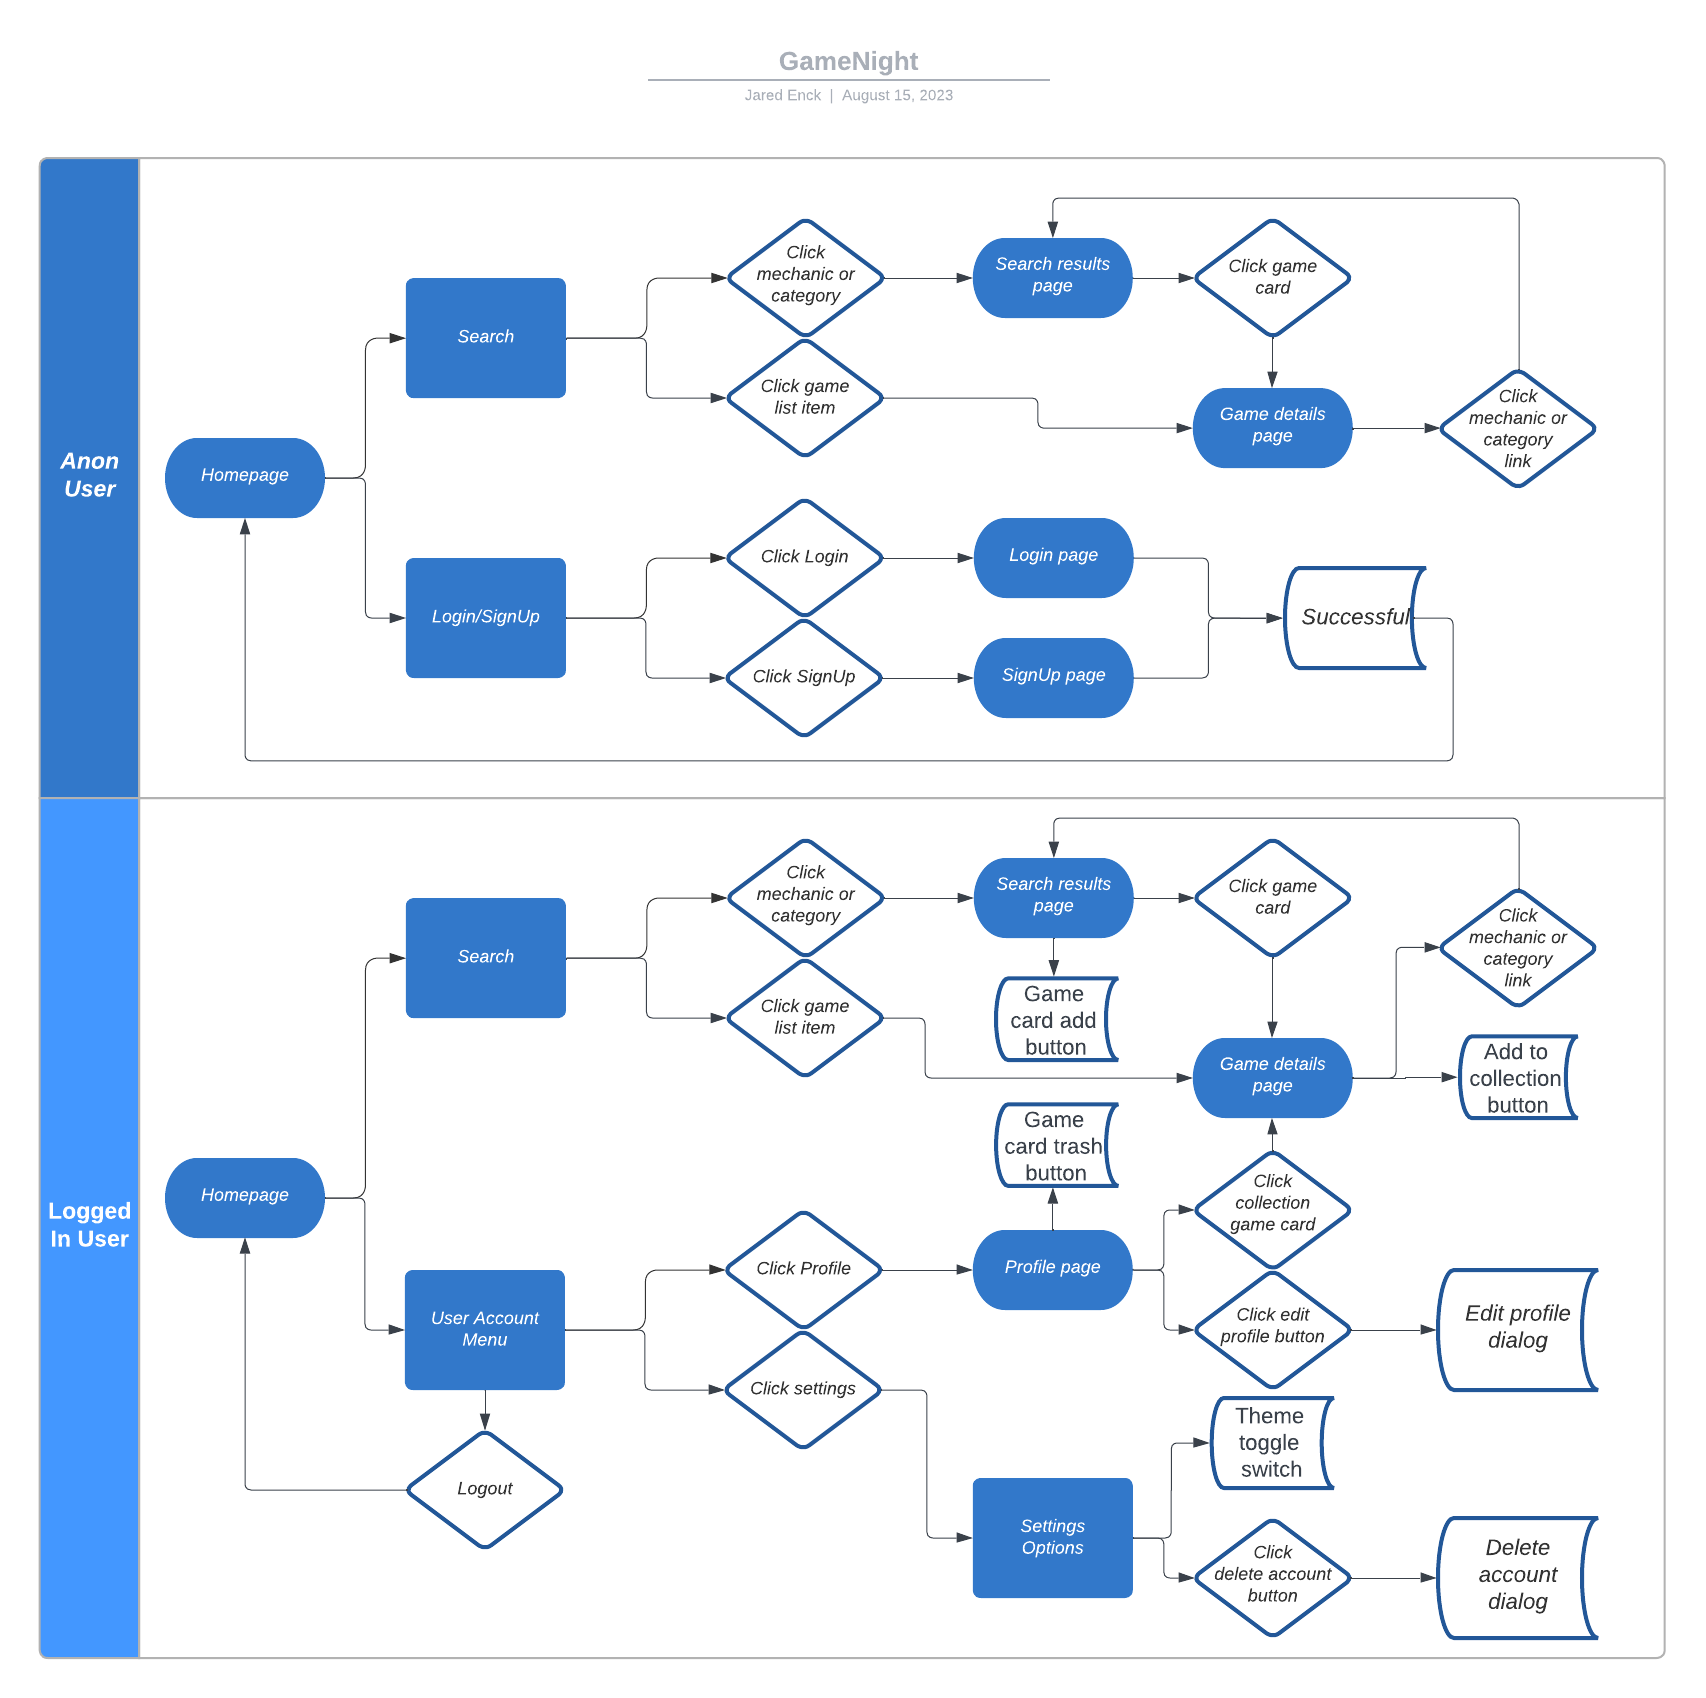 GameNight
Jared Enck | August 15, 2023
Anon
User
Homepage
Search
Login/SignUp
Click
mechanic or
category
Click game
list item
Search results
page
Click game
card
Game details
page
Click
mechanic or
category
link
Click Login
Click SignUp
Login page
SignUp page
Successful
Logged
In User
Homepage
Search
User Account
Menu
Logout
Click
mechanic or
category
Click game
list item
Search results
page
Game
card add
button
Click game
card
Game details
page
Click
mechanic or
category
link
Add to
collection
button
Game
card trash
button
Click Profile
Click settings
Profile page
Click
collection
game card
Click edit
profile button
Edit profile
dialog
Theme
toggle
switch
Settings
Options
Click
delete account
button
Delete
account
dialog